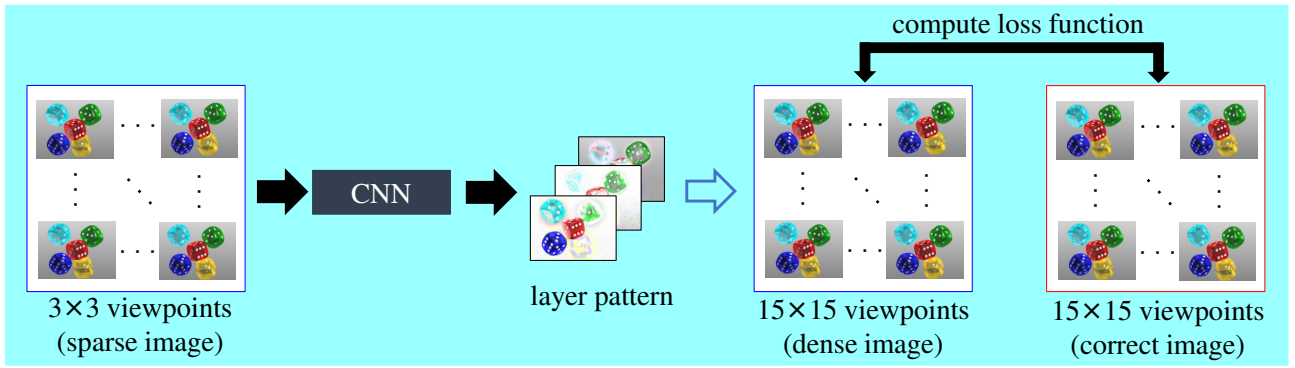 compute loss function
CNN
layer pattern
3×3 viewpoints
(sparse image)
15×15 viewpoints
(dense image)
15×15 viewpoints
(correct image)